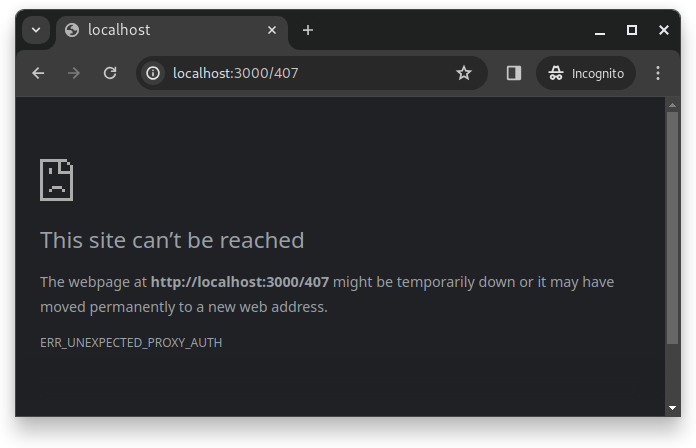 localhost
localhost:3000/407
Incognito
This site can’t be reached
The webpage at http://localhost:3000/407 might be temporarily down or it may have
moved permanently to a new web address.
ERR_UNEXPECTED_PROXY_AUTH